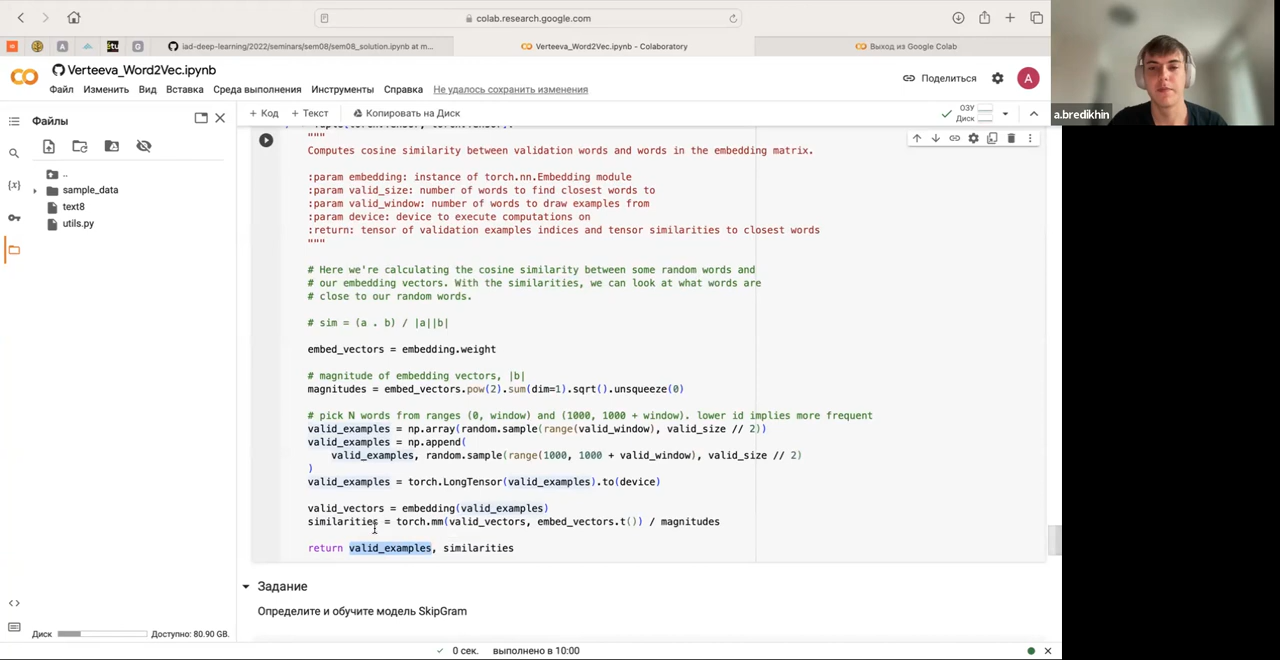 colab.research.google.com
iad-deep-learning/2022/seminars/sem08/sem08_solution.ipynb at m...
Verteeva_Word2Vec.ipynb - Colaboratory
Выход из Google Colab
Verteeva_Word2Vec.ipynb
Поделиться
A
a.bredikhin
Файл Изменить Вид Вставка Среда выполнения Инструменты Справка Не удалось сохранить изменения
+ Код + Текст Копировать на Диск
ОЗУ
Диск
Файлы
..
sample_data
text8
utils.py
"""
Computes cosine similarity between validation words and words in the embedding matrix.
:param embedding: instance of torch.nn.Embedding module
:param valid_size: number of words to find closest words to
:param valid_window: number of words to draw examples from
:param device: device to execute computations on
:return: tensor of validation examples indices and tensor similarities to closest words
"""
# Here we're calculating the cosine similarity between some random words and
# our embedding vectors. With the similarities, we can look at what words are
# close to our random words.
# sim = (a . b) / |a||b|
embed_vectors = embedding.weight
# magnitude of embedding vectors, |b|
magnitudes = embed_vectors.pow(2).sum(dim=1).sqrt().unsqueeze(0)
# pick N words from ranges (0, window) and (1000, 1000 + window). lower id implies more frequent
valid_examples = np.array(random.sample(range(valid_window), valid_size // 2))
valid_examples = np.append(
valid_examples, random.sample(range(1000, 1000 + valid_window), valid_size // 2)
)
valid_examples = torch.LongTensor(valid_examples).to(device)
valid_vectors = embedding(valid_examples)
similarities = torch.mm(valid_vectors, embed_vectors.t()) / magnitudes
return valid_examples, similarities
Задание
Определите и обучите модель SkipGram
Диск Доступно: 80.90 GB.
0 сек. выполнено в 10:00